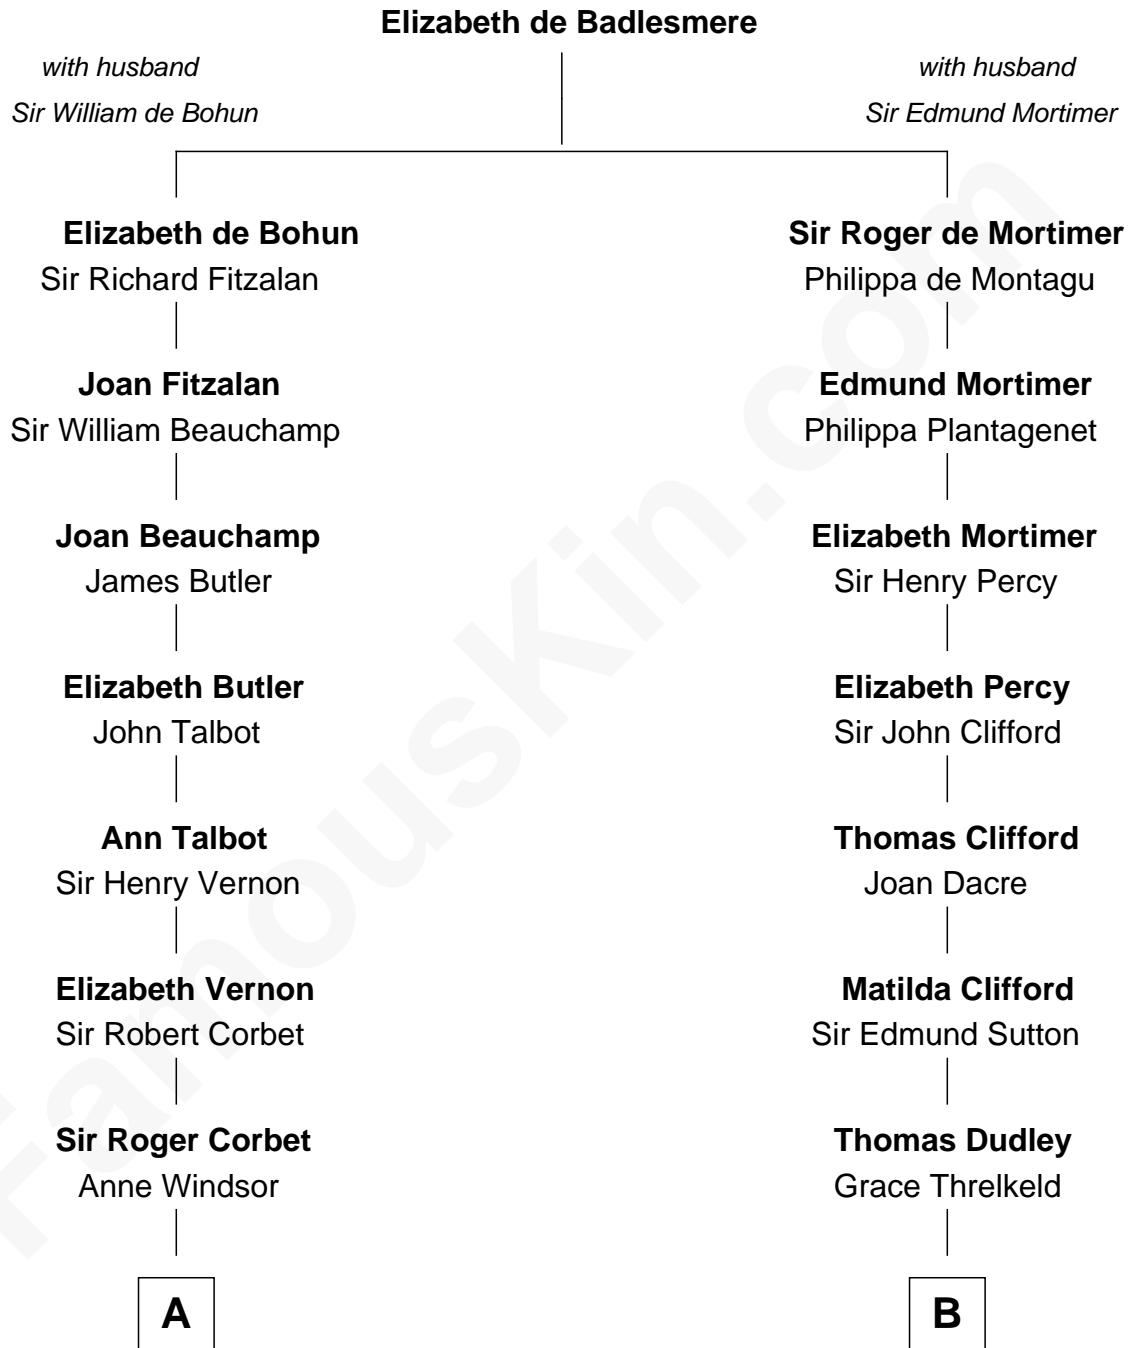 Elizabeth de Badlesmere
with husband
Sir William de Bohun
with husband
Sir Edmund Mortimer
Elizabeth de Bohun
Sir Richard Fitzalan
Sir Roger de Mortimer
Philippa de Montagu
Joan Fitzalan
Sir William Beauchamp
Edmund Mortimer
Philippa Plantagenet
Joan Beauchamp
James Butler
Elizabeth Mortimer
Sir Henry Percy
Elizabeth Butler
John Talbot
Elizabeth Percy
Sir John Clifford
Ann Talbot
Sir Henry Vernon
Thomas Clifford
Joan Dacre
Elizabeth Vernon
Sir Robert Corbet
Matilda Clifford
Sir Edmund Sutton
Sir Roger Corbet
Anne Windsor
Thomas Dudley
Grace Threlkeld
A
B
FamousKin.com